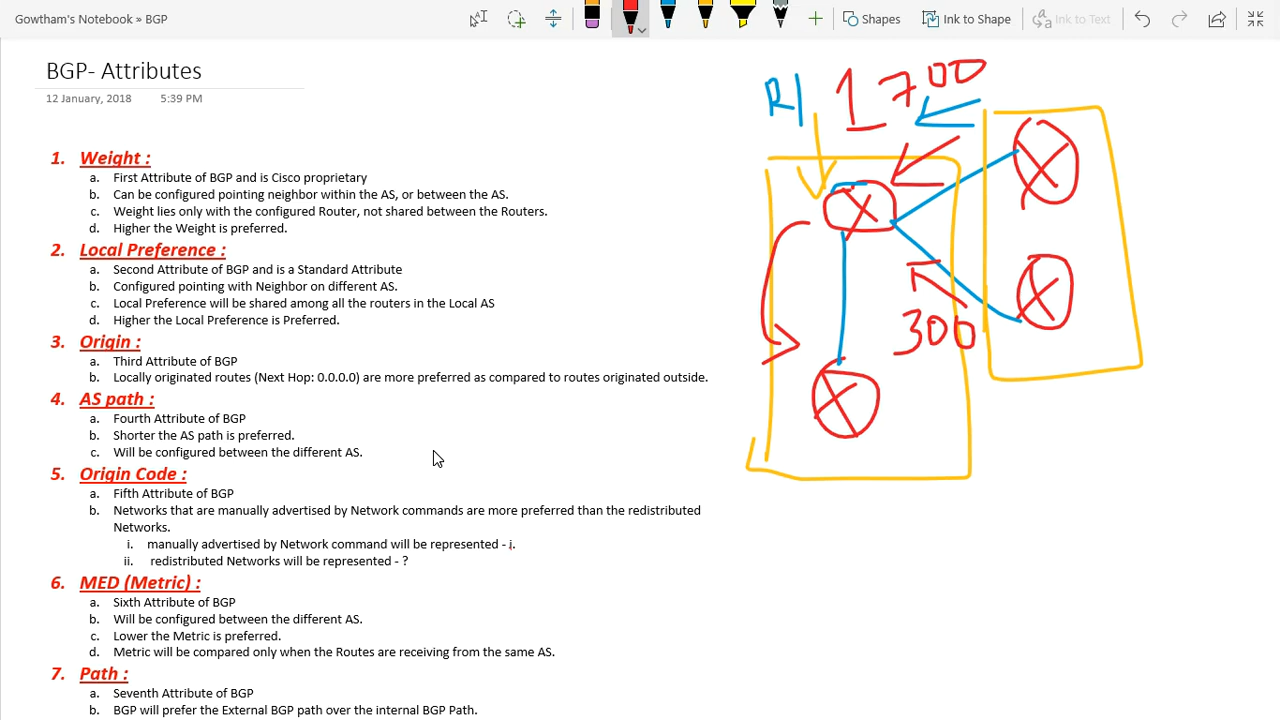 Gowtham's Notebook » BGP
Shapes
Ink to Shape
Ink to Text
BGP- Attributes
12 January, 2018 5:39 PM
1. Weight :
a. First Attribute of BGP and is Cisco proprietary
b. Can be configured pointing neighbor within the AS, or between the AS.
c. Weight lies only with the configured Router, not shared between the Routers.
d. Higher the Weight is preferred.
2. Local Preference :
a. Second Attribute of BGP and is a Standard Attribute
b. Configured pointing with Neighbor on different AS.
c. Local Preference will be shared among all the routers in the Local AS
d. Higher the Local Preference is Preferred.
3. Origin :
a. Third Attribute of BGP
b. Locally originated routes (Next Hop: 0.0.0.0) are more preferred as compared to routes originated outside.
4. AS path :
a. Fourth Attribute of BGP
b. Shorter the AS path is preferred.
c. Will be configured between the different AS.
5. Origin Code :
a. Fifth Attribute of BGP
b. Networks that are manually advertised by Network commands are more preferred than the redistributed
Networks.
i. manually advertised by Network command will be represented - i.
ii. redistributed Networks will be represented - ?
6. MED (Metric) :
a. Sixth Attribute of BGP
b. Will be configured between the different AS.
c. Lower the Metric is preferred.
d. Metric will be compared only when the Routes are receiving from the same AS.
7. Path :
a. Seventh Attribute of BGP
b. BGP will prefer the External BGP path over the internal BGP Path.
R1 1 700
300